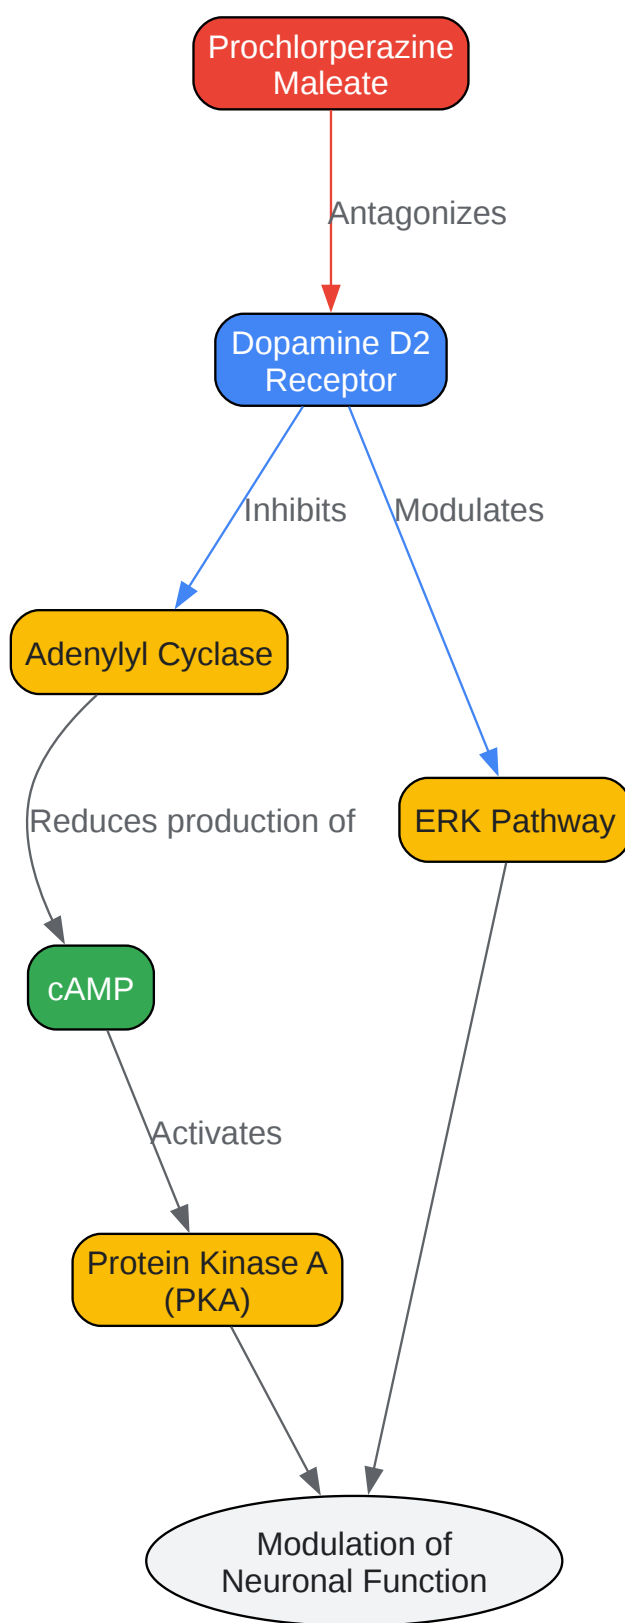 Prochlorperazine
Maleate
Antagonizes
Dopamine D2
Receptor
Inhibits
Modulates
Adenylyl Cyclase
Reduces production of
ERK Pathway
cAMP
Activates
Protein Kinase A
(PKA)
Modulation of
Neuronal Function